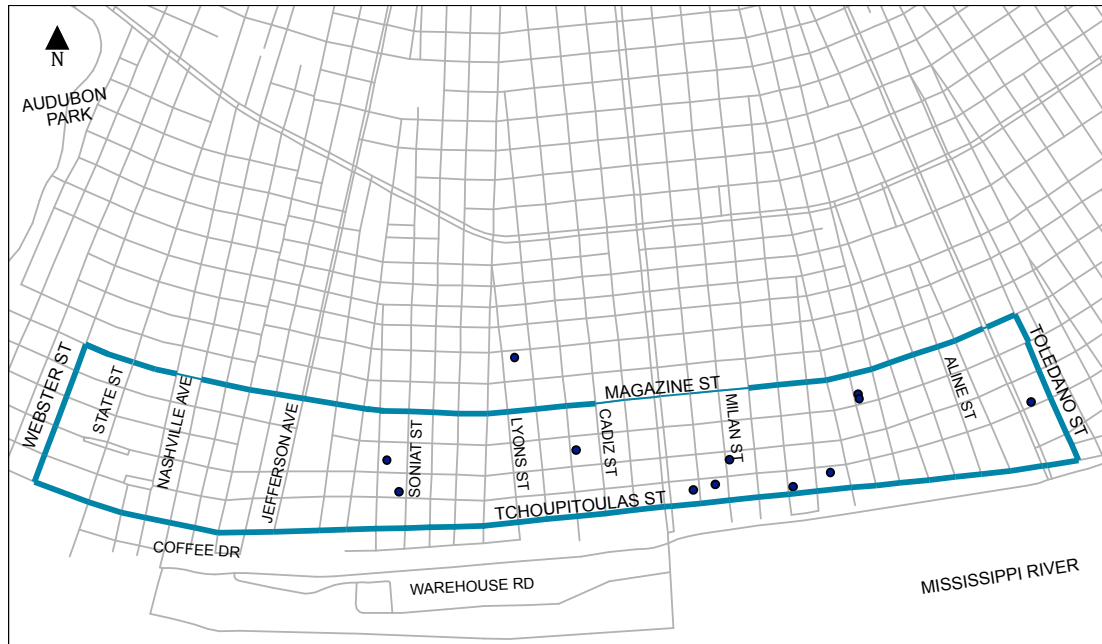 N
AUDUBON
PARK
WEBSTER ST
STATE ST
NASHVILLE AVE
JEFFERSON AVE
SONIAT ST
LYONS ST
CADIZ ST
MAGAZINE ST
MILAN ST
ALINE ST
TOLEDANO ST
TCHOUPITOULAS ST
COFFEE DR
WAREHOUSE RD
MISSISSIPPI RIVER